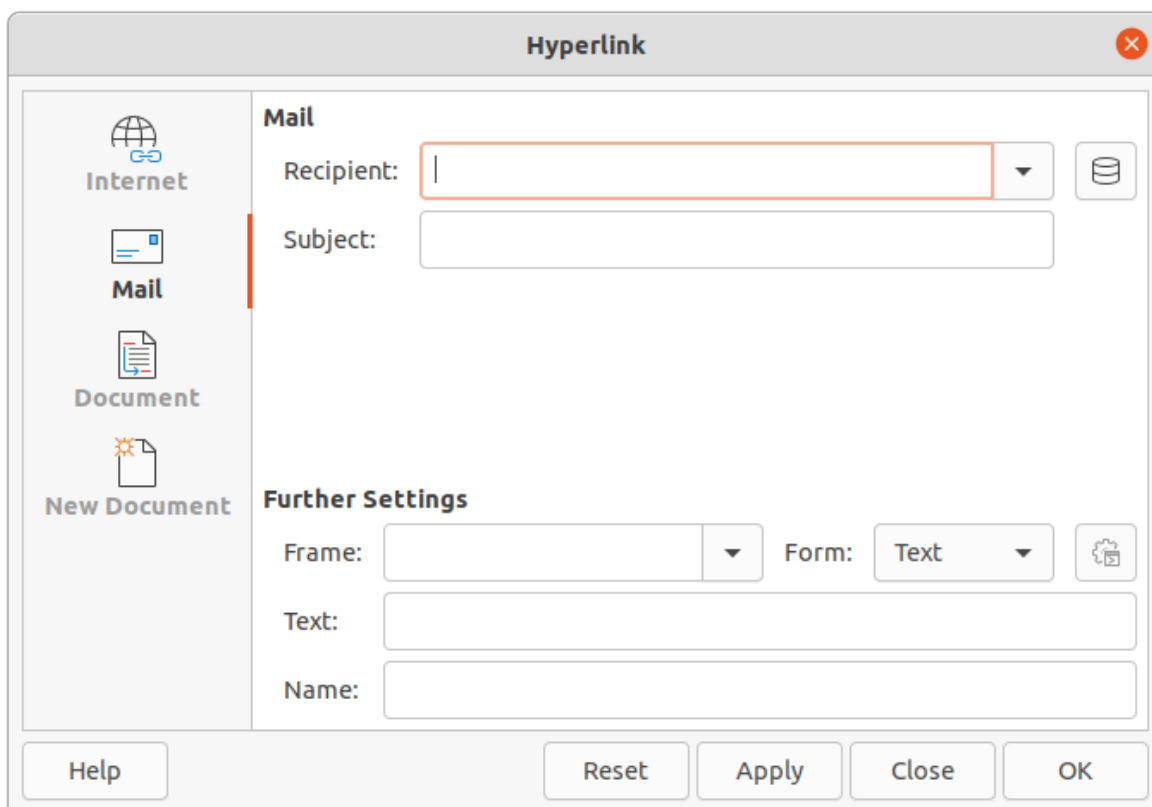 Hyperlink
Internet
Mail
Document
New Document
Mail
Recipient:
Subject:
Further Settings
Frame:
Form: Text
Text:
Name:
Help Reset Apply Close OK